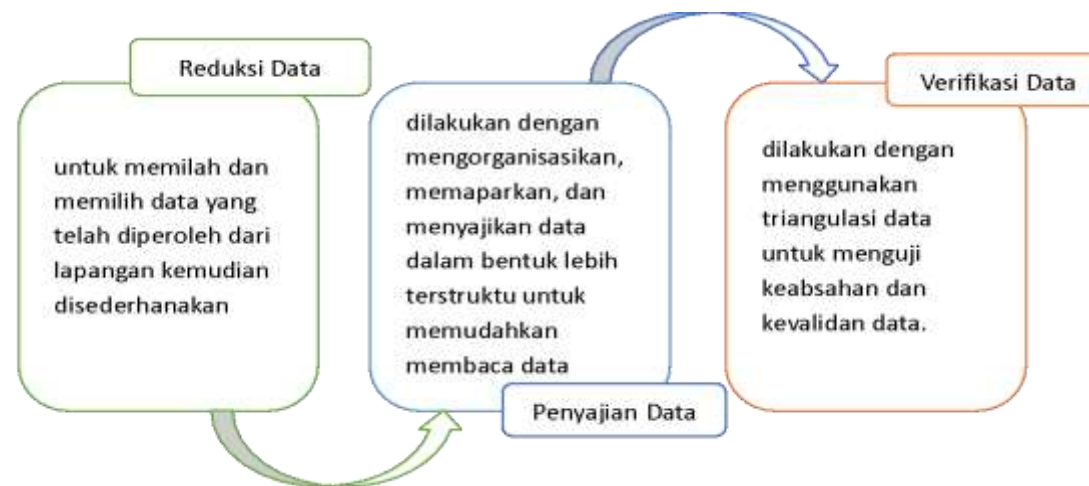 Reduksi Data
untuk memilah dan
memilih data yang
telah diperoleh dari
lapangan kemudian
disederhanakan
dilakukan dengan
mengorganisasikan,
memaparkan, dan
menyajikan data
dalam bentuk lebih
terstruktu untuk
memudahkan
membaca data
Penyajian Data
Verifikasi Data
dilakukan dengan
menggunakan
triangulasi data
untuk menguji
keabsahan dan
kevalidan data.